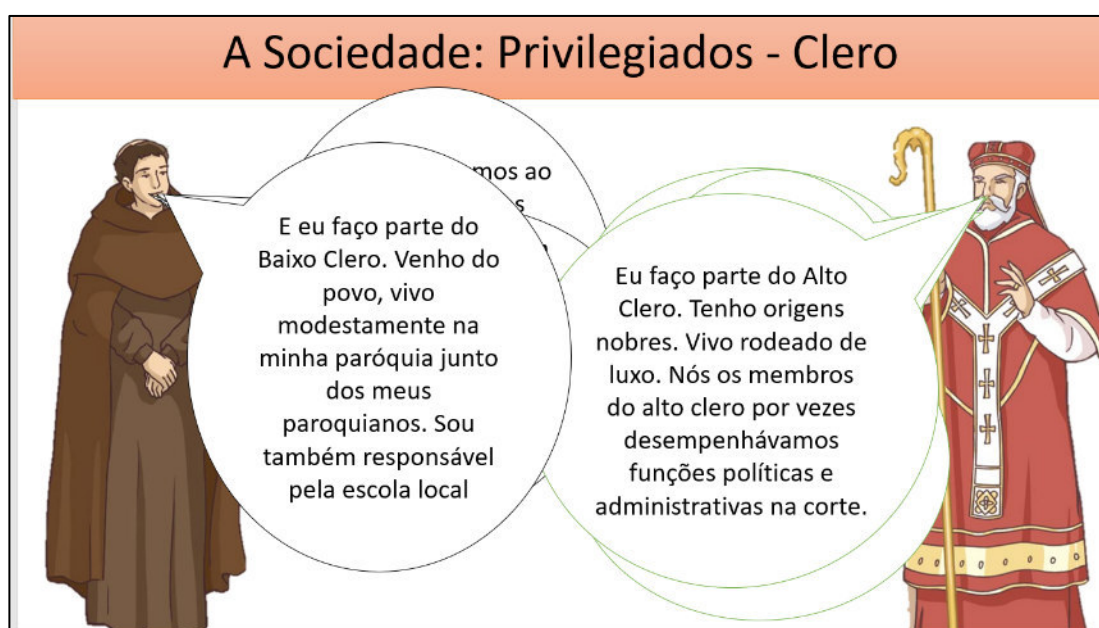 A Sociedade: Privilegiados - Clero
mos ao
s
E eu faço parte do
Baixo Clero. Venho do
povo, vivo
modestamente na
minha paróquia junto
dos meus
paroquianos. Sou
também responsável
pela escola local
Eu faço parte do Alto
Clero. Tenho origens
nobres. Vivo rodeado de
luxo. Nós os membros
do alto clero por vezes
desempenhávamos
funções políticas e
administrativas na corte.